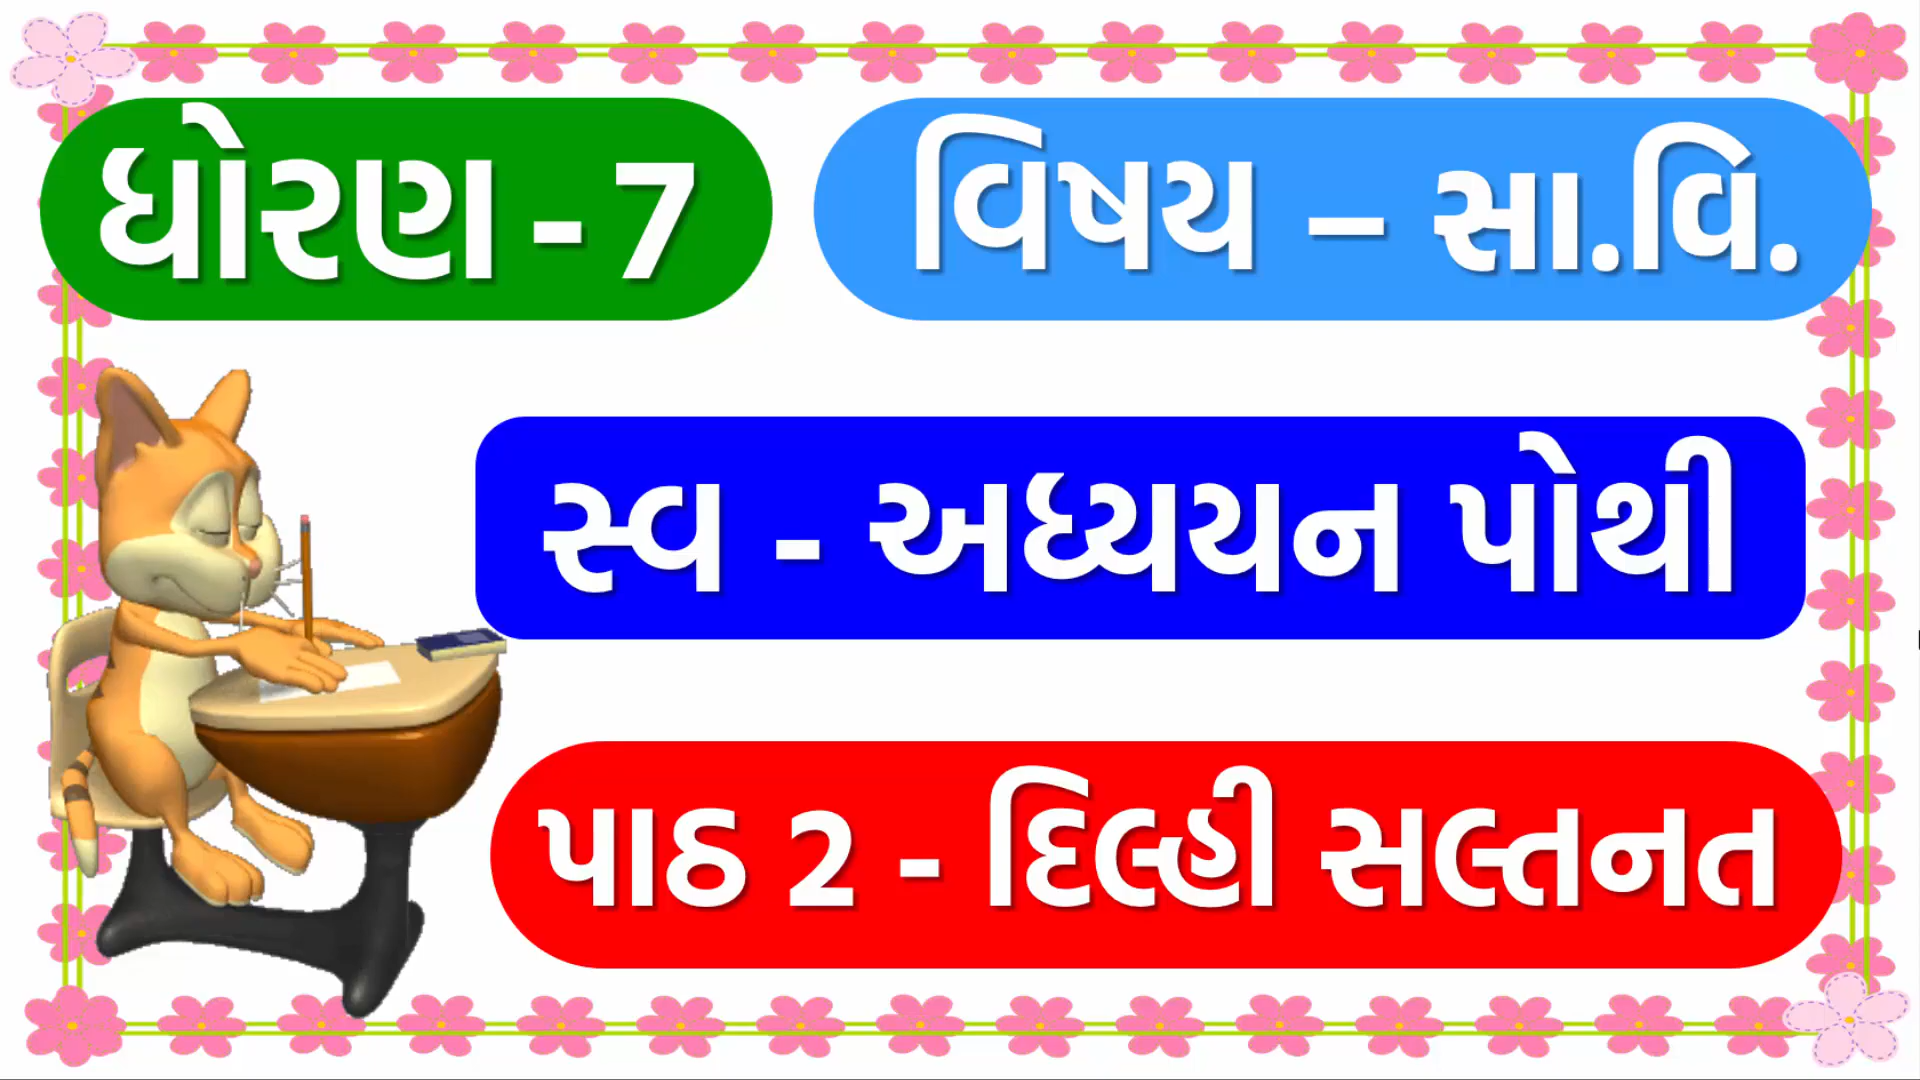 ધોરણ - 7
વિષય – સા.વિ.
સ્વ - અધ્યયન પોથી
પાઠ 2 - દિલ્હી સલ્તનત